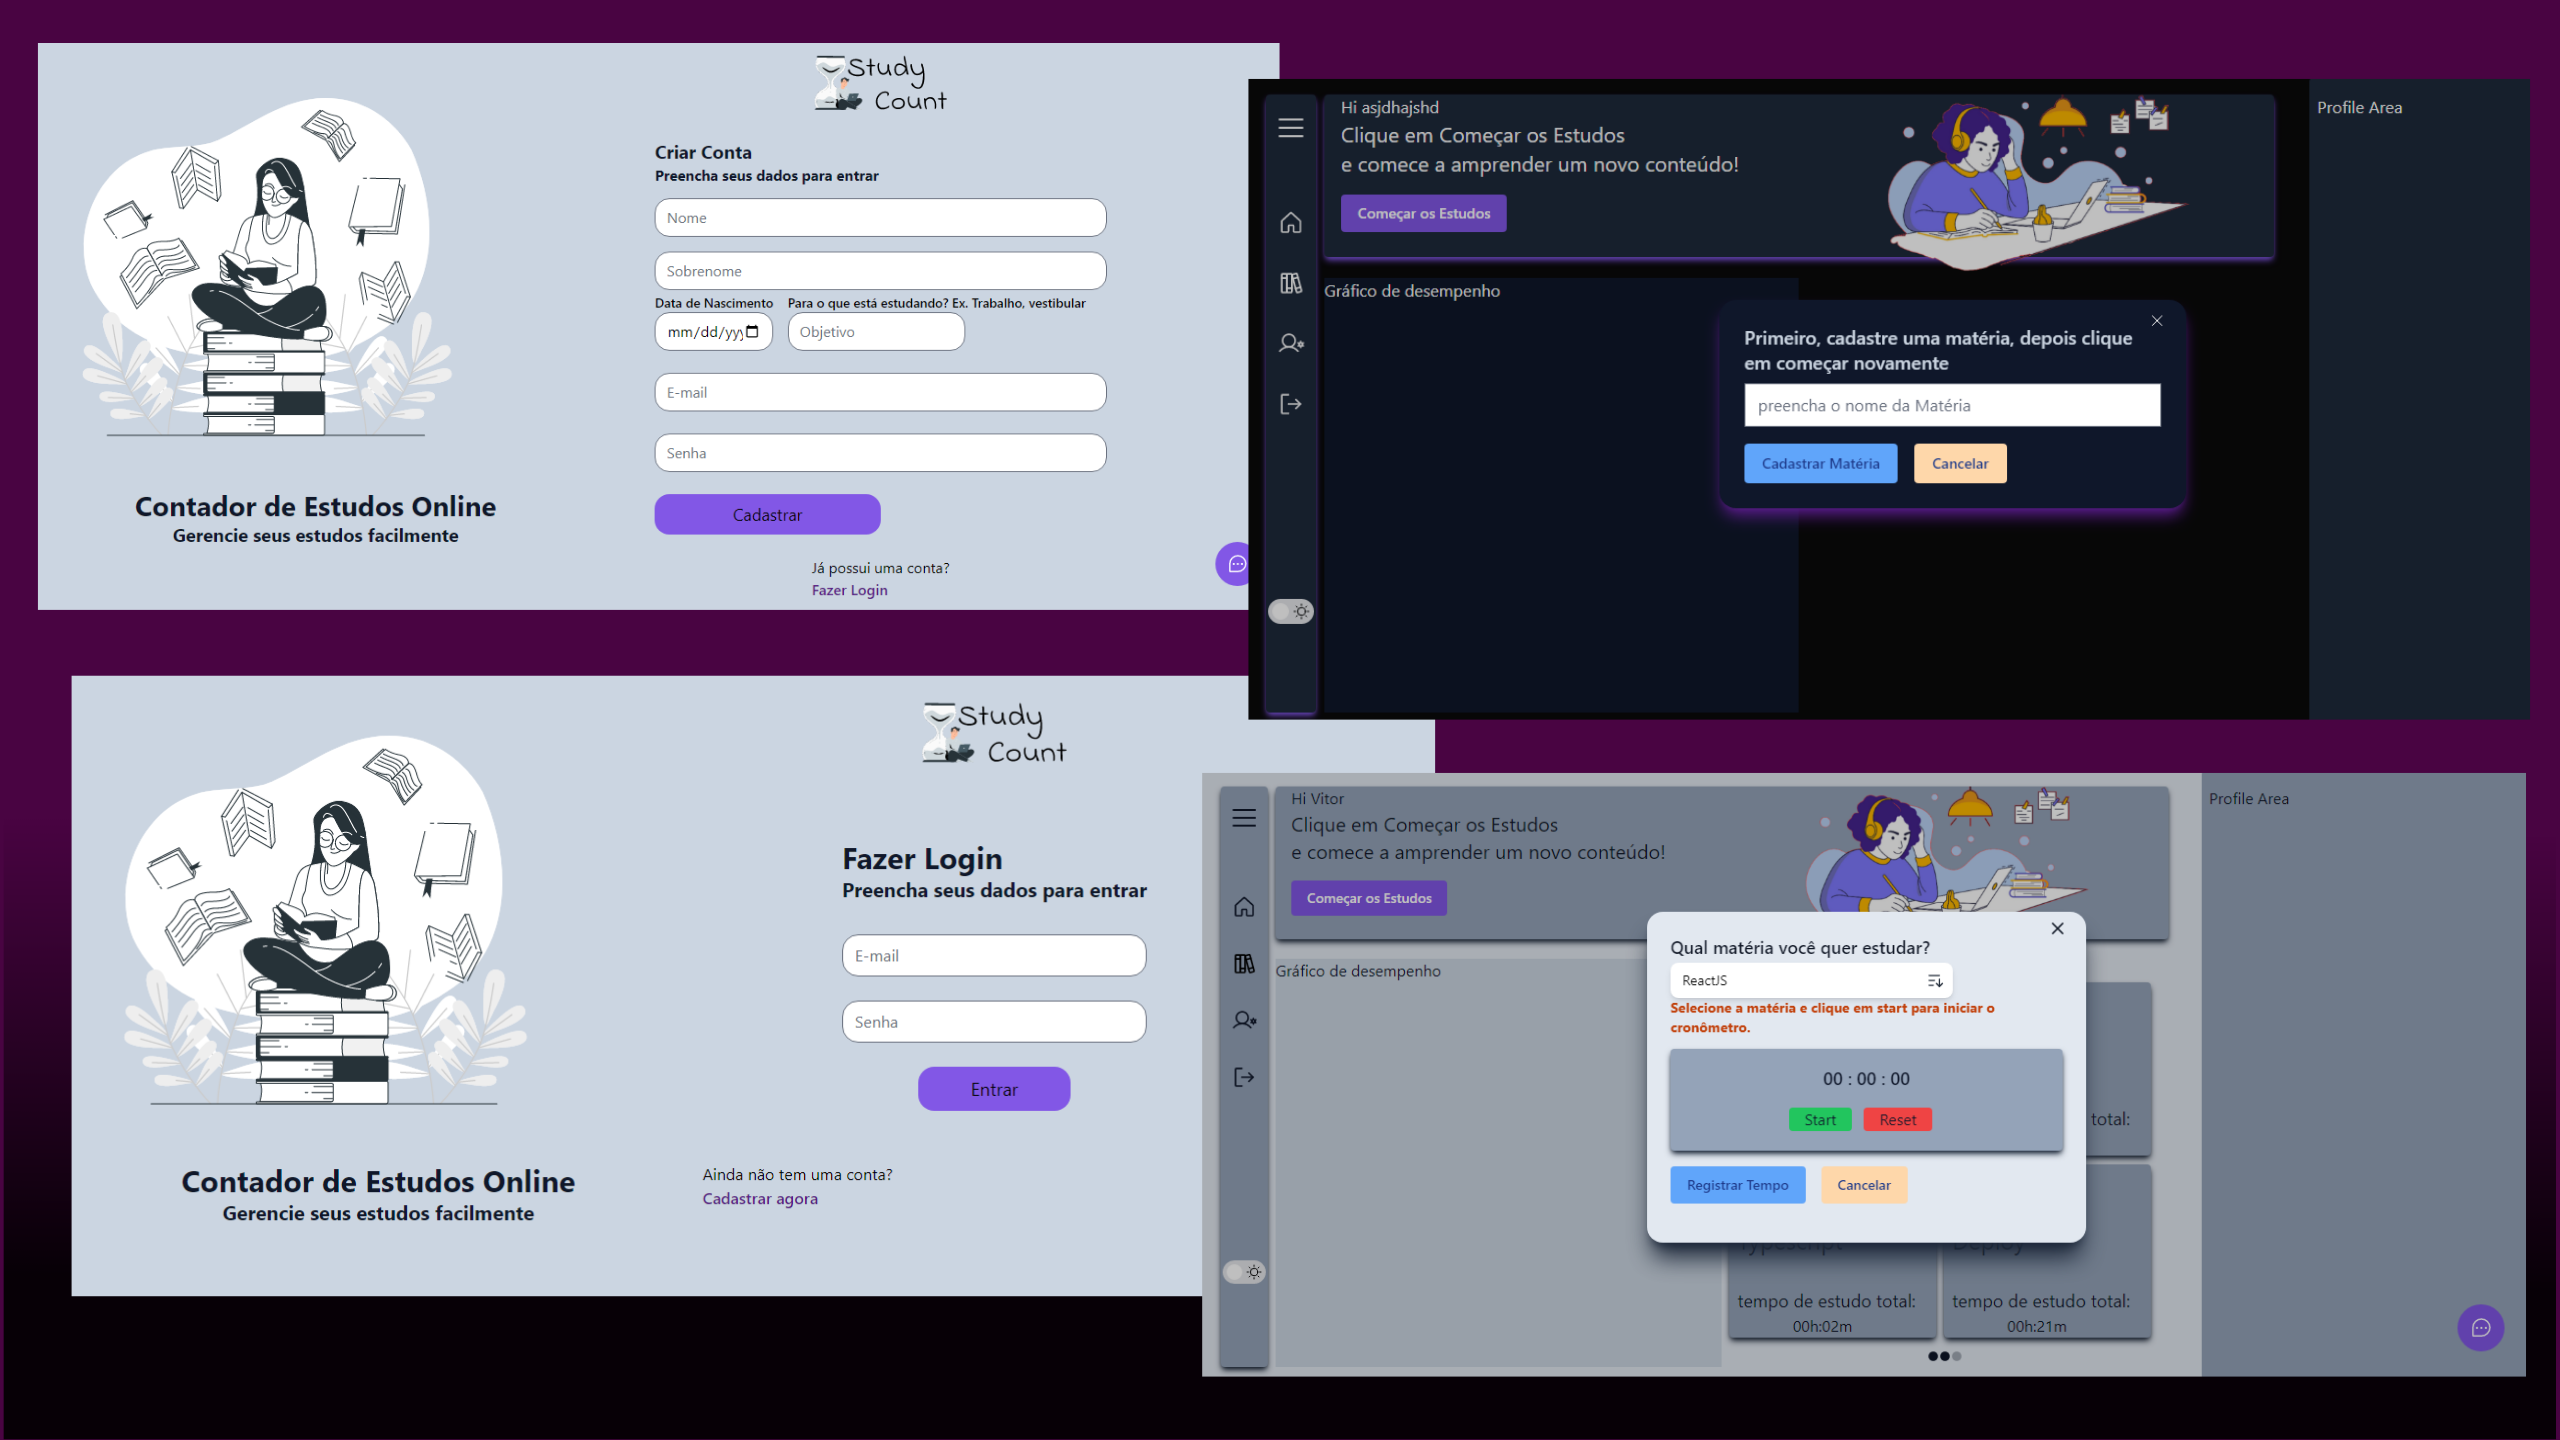 Study
Count
Criar Conta
Preencha seus dados para entrar
Nome
Sobrenome
Data de Nascimento
Para o que está estudando? Ex. Trabalho, vestibular
mm/dd/yyy
Objetivo
E-mail
Senha
Cadastrar
Já possui uma conta?
Fazer Login
Contador de Estudos Online
Gerencie seus estudos facilmente
Hi asjdhajshd
Clique em Começar os Estudos
e comece a amprender um novo conteúdo!
Começar os Estudos
Profile Area
Gráfico de desempenho
Primeiro, cadastre uma matéria, depois clique
em começar novamente
preencha o nome da Matéria
Cadastrar Matéria
Cancelar
Study
Count
Fazer Login
Preencha seus dados para entrar
E-mail
Senha
Entrar
Ainda não tem uma conta?
Cadastrar agora
Contador de Estudos Online
Gerencie seus estudos facilmente
Hi Vitor
Clique em Começar os Estudos
e comece a amprender um novo conteúdo!
Começar os Estudos
Profile Area
Gráfico de desempenho
Qual matéria você quer estudar?
ReactJS
Selecione a matéria e clique em start para iniciar o
cronômetro.
00 : 00 : 00
Start
Reset
Registrar Tempo
Cancelar
total:
Typescript
Deploy
tempo de estudo total:
00h:02m
tempo de estudo total:
00h:21m